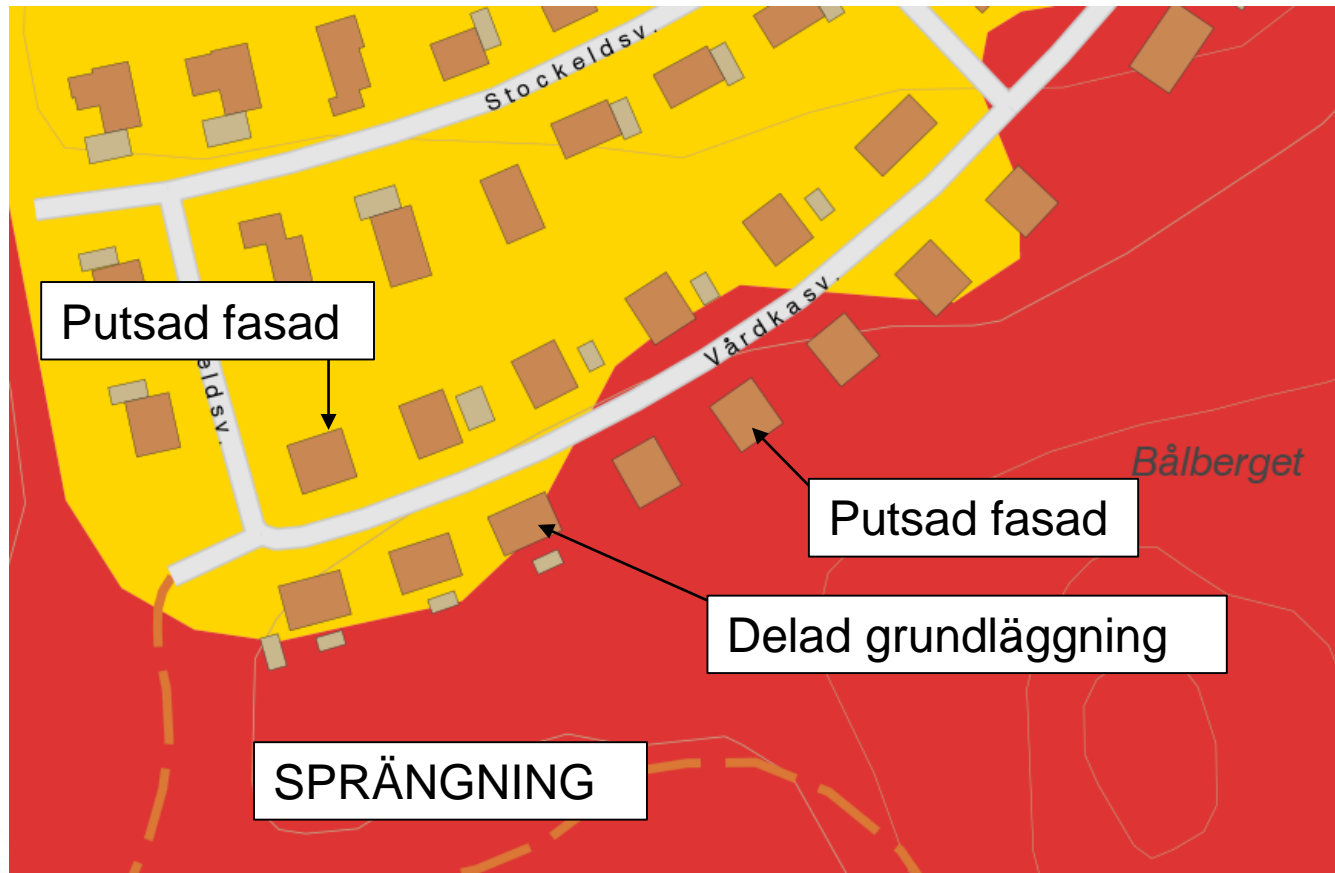 Stockeldsv.
Putsad fasad
eldsv.
Vårdkasv.
Bålberget
Putsad fasad
Delad grundläggning
SPRÄNGNING